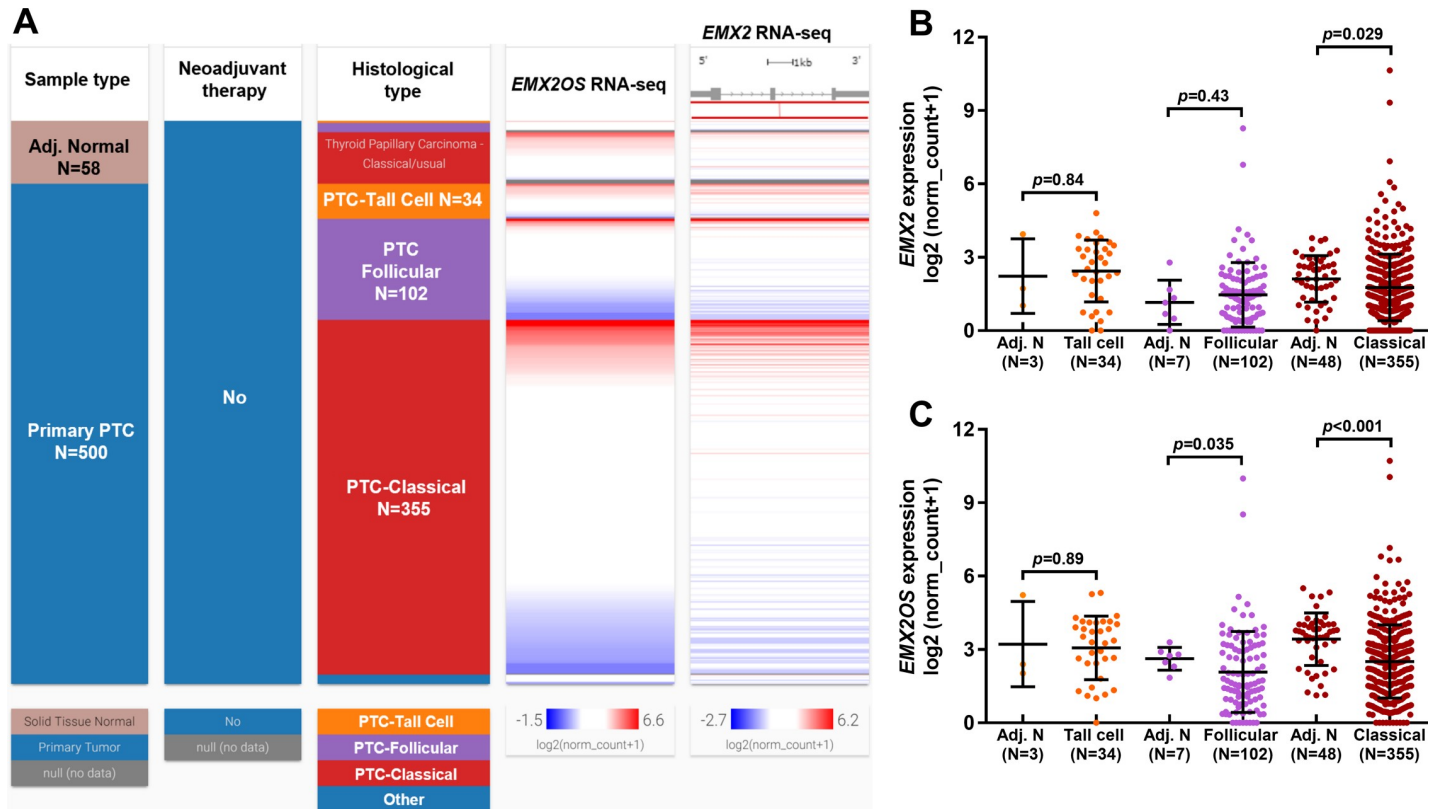 A
EMX2 RNA-seq
Sample type
Neoadjuvant
therapy
Histological
type
EMX2OS RNA-seq
5'
1kb
3'
Adj. Normal
N=58
Primary PTC
N=500
No
Thyroid Papillary Carcinoma -
Classical/usual
PTC-Tall Cell N=34
PTC
Follicular
N=102
PTC-Classical
N=355
Solid Tissue Normal
Primary Tumor
null (no data)
No
null (no data)
PTC-Tall Cell
PTC-Follicular
PTC-Classical
Other
-1.5 6.6
log2(norm_count+1)
-2.7 6.2
log2(norm_count+1)
B
EMX2 expression
log2 (norm_count+1)
12
9
6
3
0
p=0.84
p=0.43
p=0.029
Adj. N Tall cell Adj. N Follicular Adj. N Classical
(N=3) (N=34) (N=7) (N=102) (N=48) (N=355)
C
EMX2OS expression
log2 (norm_count+1)
12
9
6
3
0
p=0.89
p=0.035
p<0.001
Adj. N Tall cell Adj. N Follicular Adj. N Classical
(N=3) (N=34) (N=7) (N=102) (N=48) (N=355)